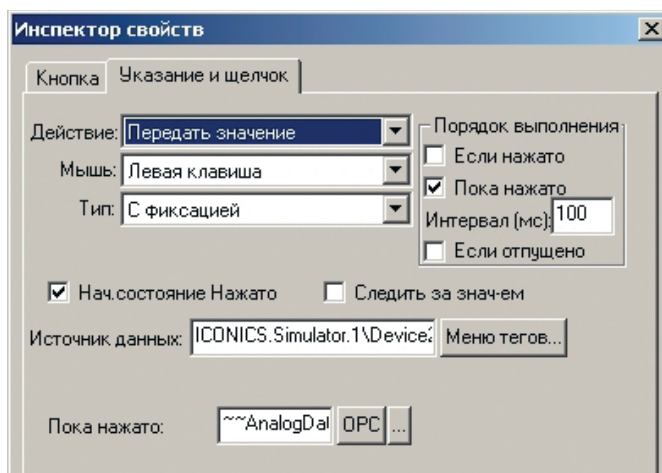 Инспектор свойств
Кнопка Указание и щелчок
Действие: Передать значение
Порядок выполнения
Если нажато
Мышь: Левая клавиша
Пока нажато
Тип: С фиксацией
Интервал (мс): 100
Если отпущено
Нач.состояние Нажато Следить за знач-ем
Источник данных: ICONICS.Simulator.1\Device2 Меню тегов...
Пока нажато: ~~AnalogDat OPC ...